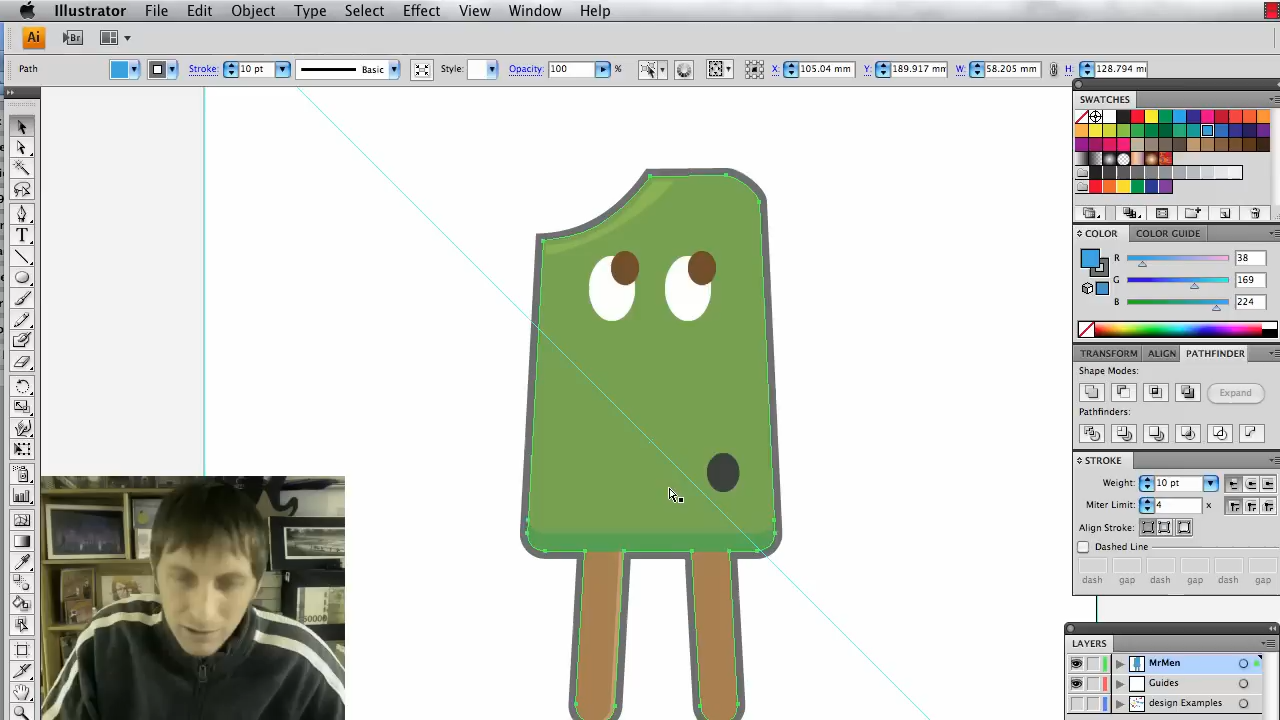 Illustrator File Edit Object Type Select Effect View Window Help
Ai Br
Path Stroke: 10 pt Basic Style: Opacity: 100 % X: 105.04 mm Y: 189.917 mm W: 58.205 mm H: 128.794 m
SWATCHES
COLOR COLOR GUIDE
R 38
G 169
B 224
TRANSFORM ALIGN PATHFINDER
Shape Modes:
Expand
Pathfinders:
STROKE
Weight: 10 pt
Miter Limit: 4
Align Stroke:
Dashed Line
dash gap dash gap dash gap
LAYERS
MrMen
Guides
design Examples
T